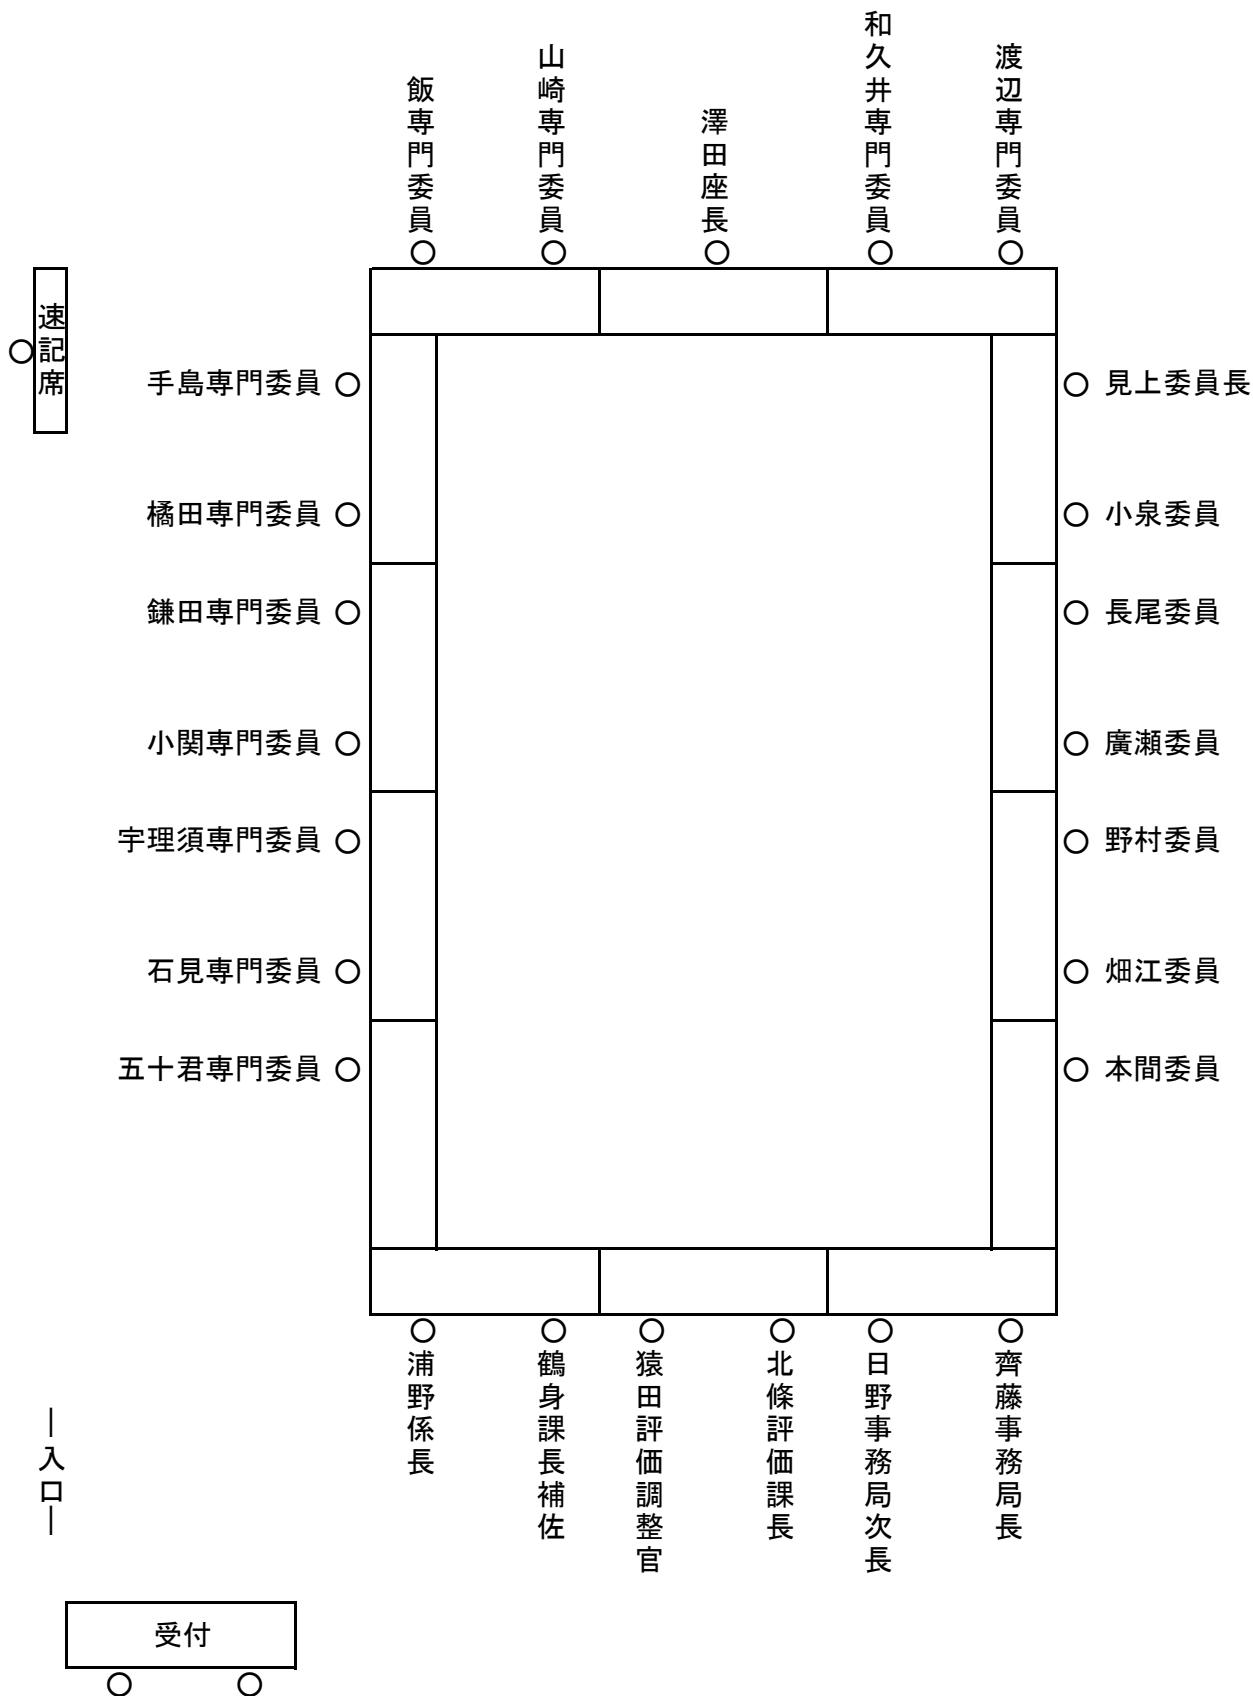 飯専門委員
山崎専門委員
澤田座長
和久井専門委員
渡辺専門委員
速記席
手島専門委員
見上委員長
橘田専門委員
小泉委員
鎌田専門委員
長尾委員
小関専門委員
廣瀬委員
宇理須専門委員
野村委員
石見専門委員
畑江委員
五十君専門委員
本間委員
浦野係長
鶴身課長補佐
猿田評価調整官
北條評価課長
日野事務局次長
齊藤事務局長
入口
受付